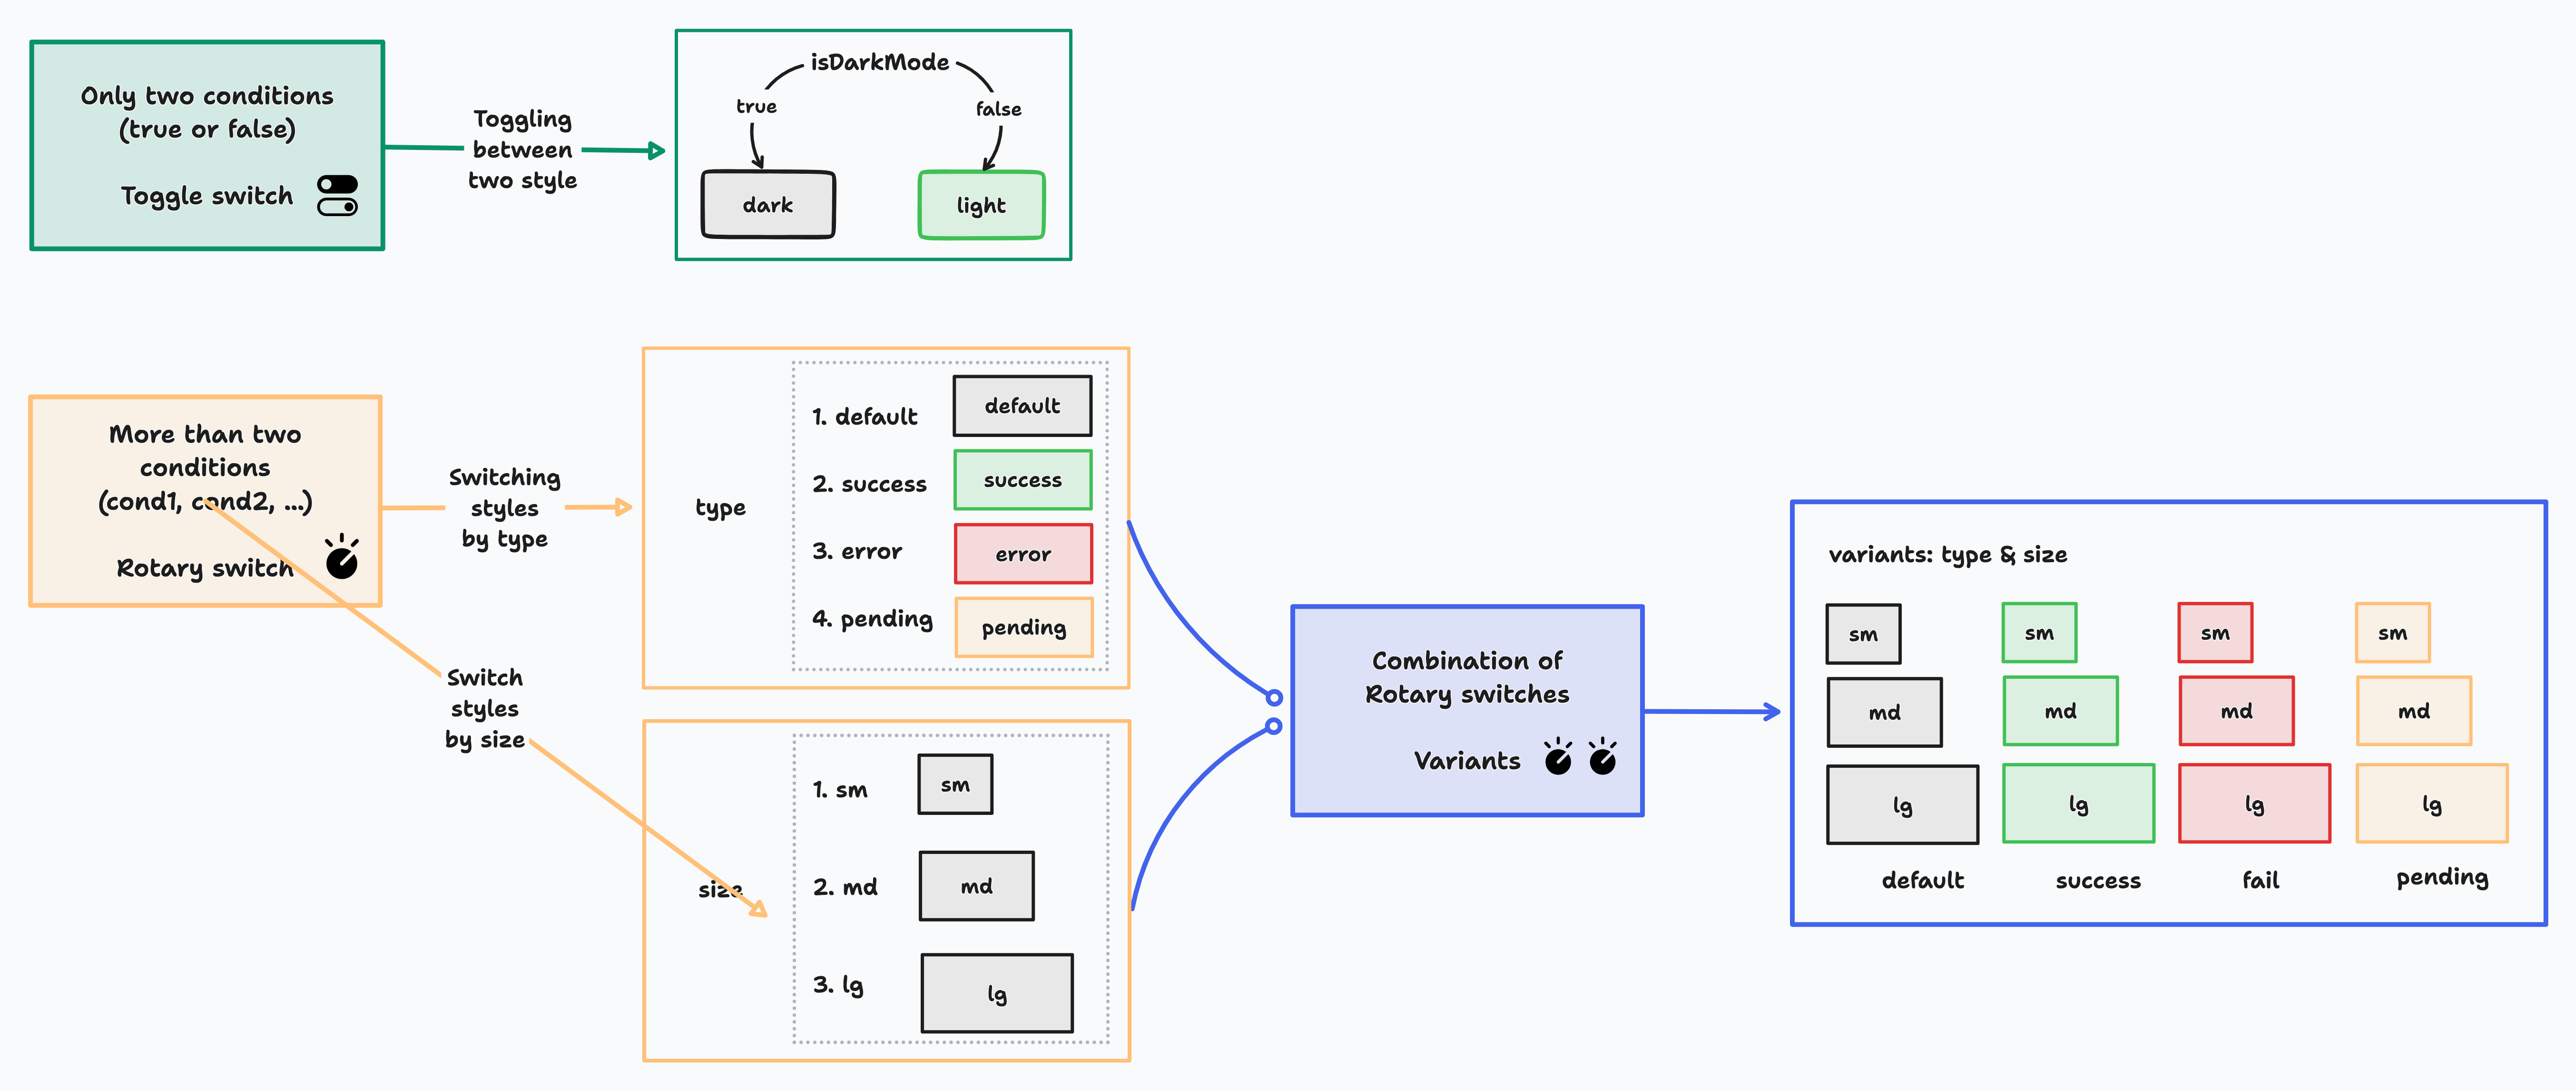 Only two conditions
(true or false)
Toggle switch
Toggling
between
two style
isDarkMode
true
false
dark
light
More than two
conditions
(cond1, cond2, ...)
Rotary switch
Switching
styles
by type
type
1. default
default
2. success
success
3. error
error
4. pending
pending
Switch
styles
by size
size
1. sm
sm
2. md
md
3. lg
lg
Combination of
Rotary switches
Variants
variants: type & size
sm
sm
sm
sm
md
md
md
md
lg
lg
lg
lg
default
success
fail
pending